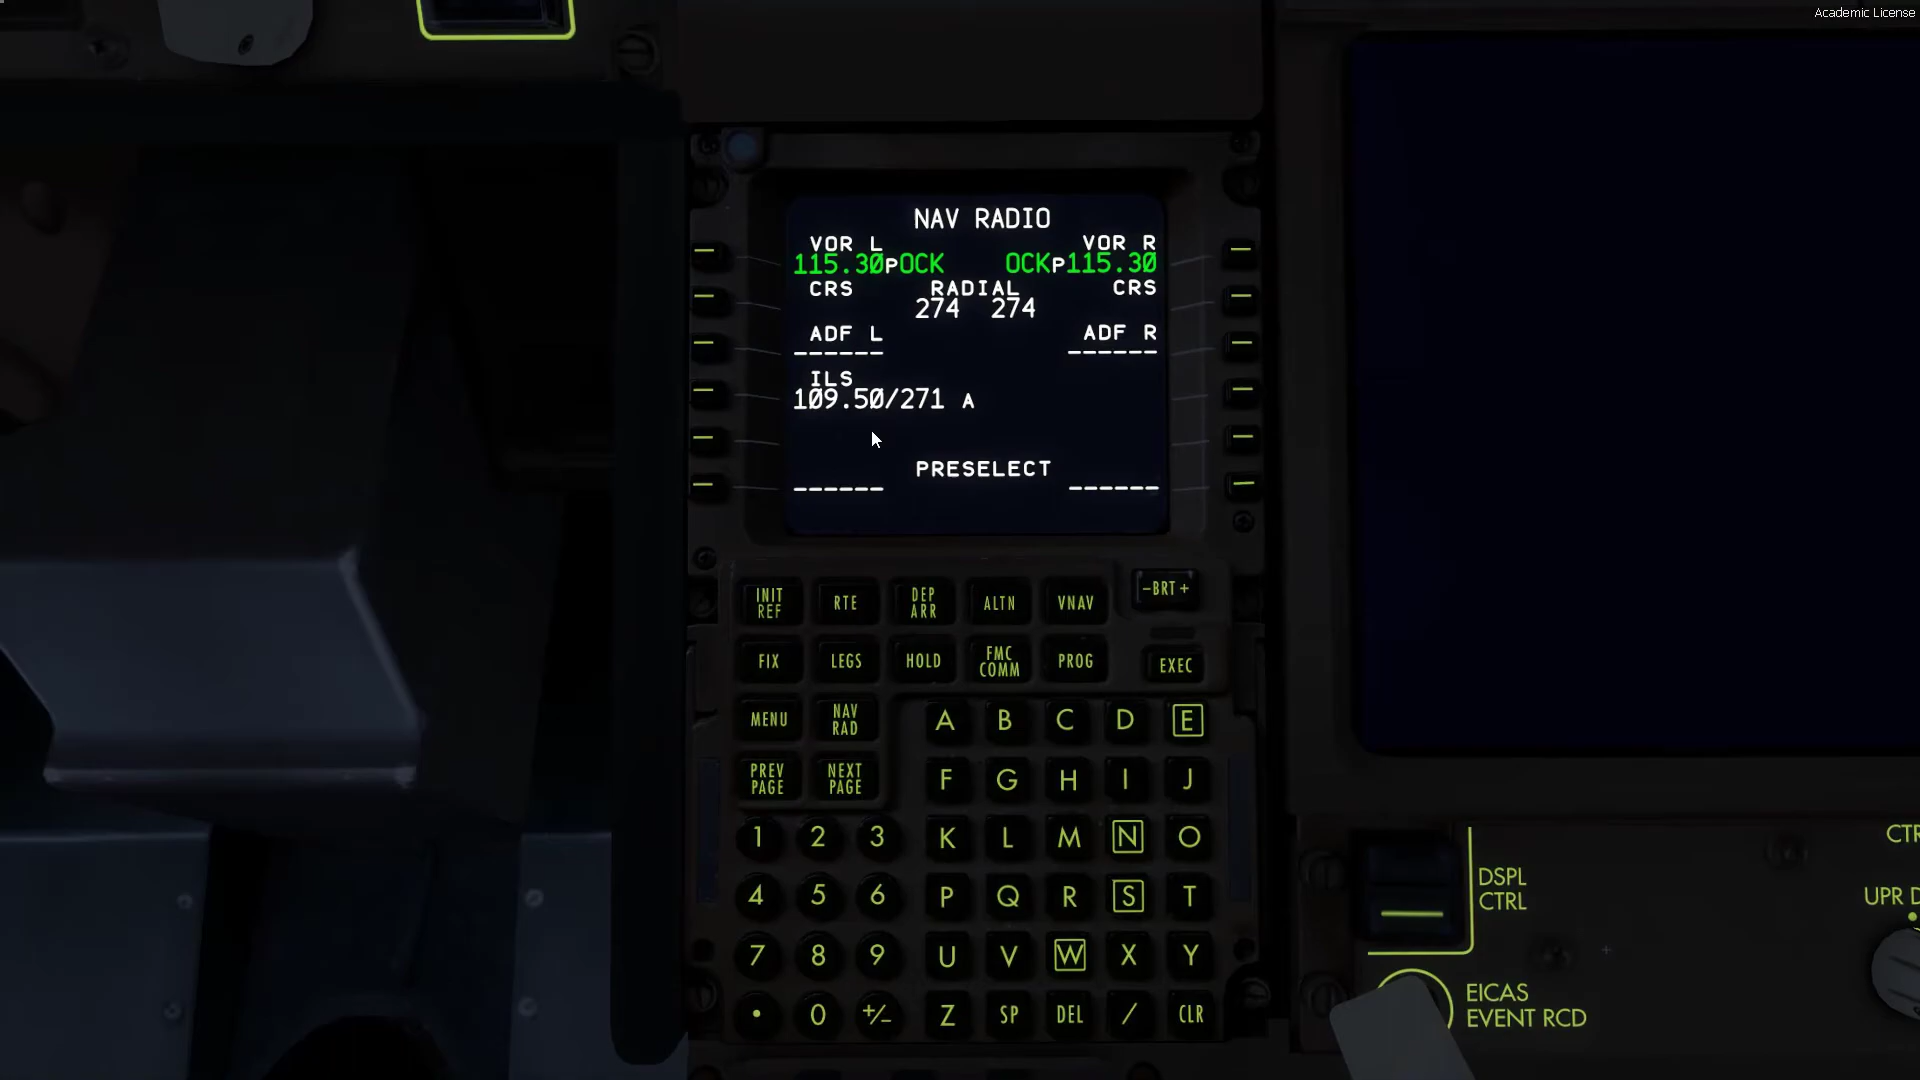 Academic License
NAV RADIO
VOR L VOR R
115.30POCK OCKP115.30
CRS RADIAL CRS
274 274
ADF L ADF R
------ ------
ILS
109.50/271 A
PRESELECT
------ ------
INIT REF RTE DEP ARR ALTN VNAV -BRT+
FIX LEGS HOLD FMC COMM PROG EXEC
MENU NAV RAD A B C D E
PREV PAGE NEXT PAGE F G H I J
1 2 3 K L M N O
4 5 6 P Q R S T
7 8 9 U V W X Y
. 0 +/- Z SP DEL / CLR
DSPL
CTRL
EICAS
EVENT RCD